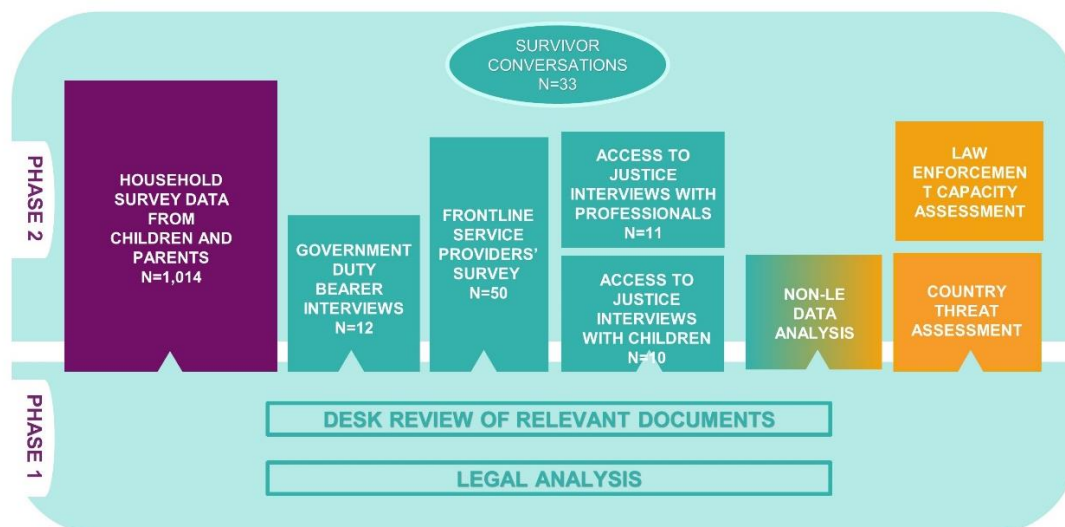 SURVIVOR
CONVERSATIONS
N=33
PHASE 2
HOUSEHOLD
SURVEY DATA
FROM
CHILDREN AND
PARENTS
N=1,014
GOVERNMENT
DUTY
BEARER
INTERVIEWS
N=12
FRONTLINE
SERVICE
PROVIDERS’
SURVEY
N=50
ACCESS TO
JUSTICE
INTERVIEWS WITH
PROFESSIONALS
N=11
ACCESS TO
JUSTICE
INTERVIEWS
WITH CHILDREN
N=10
NON-LE
DATA
ANALYSIS
LAW
ENFORCEMEN
T CAPACITY
ASSESSMENT
COUNTRY
THREAT
ASSESSMENT
PHASE 1
DESK REVIEW OF RELEVANT DOCUMENTS
LEGAL ANALYSIS